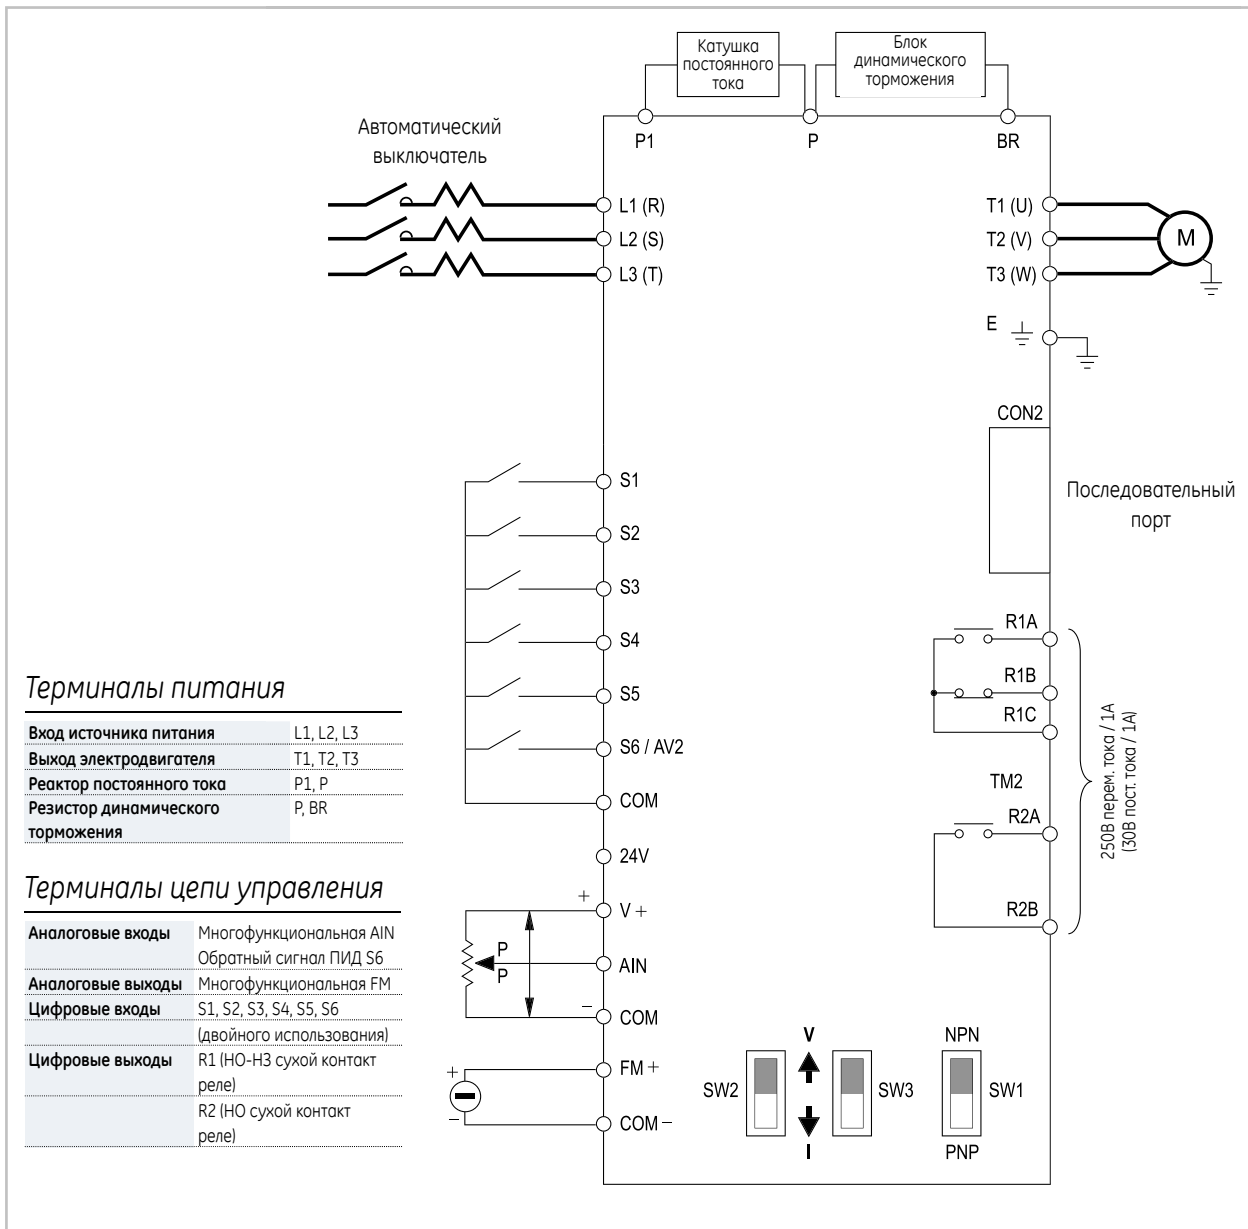 Катушка
постоянного
тока
Блок
динамического
торможения
Автоматический
выключатель
P1
P
BR
L1 (R)
L2 (S)
L3 (T)
T1 (U)
T2 (V)
T3 (W)
M
E
CON2
Последовательный
порт
S1
S2
S3
S4
S5
S6 / AV2
COM
24V
+
V +
P
P
AIN
–
COM
+
FM +
–
COM –
R1A
R1B
R1C
TM2
R2A
R2B
250В перем. тока / 1А
(30В пост. тока / 1А)
V
I
SW2
SW3
NPN
SW1
PNP
Терминалы питания
Вход источника питания L1, L2, L3
Выход электродвигателя T1, T2, T3
Реактор постоянного тока P1, P
Резистор динамического P, BR
торможения
Терминалы цепи управления
Аналоговые входы Многофункциональная AIN
Обратный сигнал ПИД S6
Аналоговые выходы Многофункциональная FM
Цифровые входы S1, S2, S3, S4, S5, S6
(двойного использования)
Цифровые выходы R1 (НО-НЗ сухой контакт
реле)
R2 (НО сухой контакт
реле)